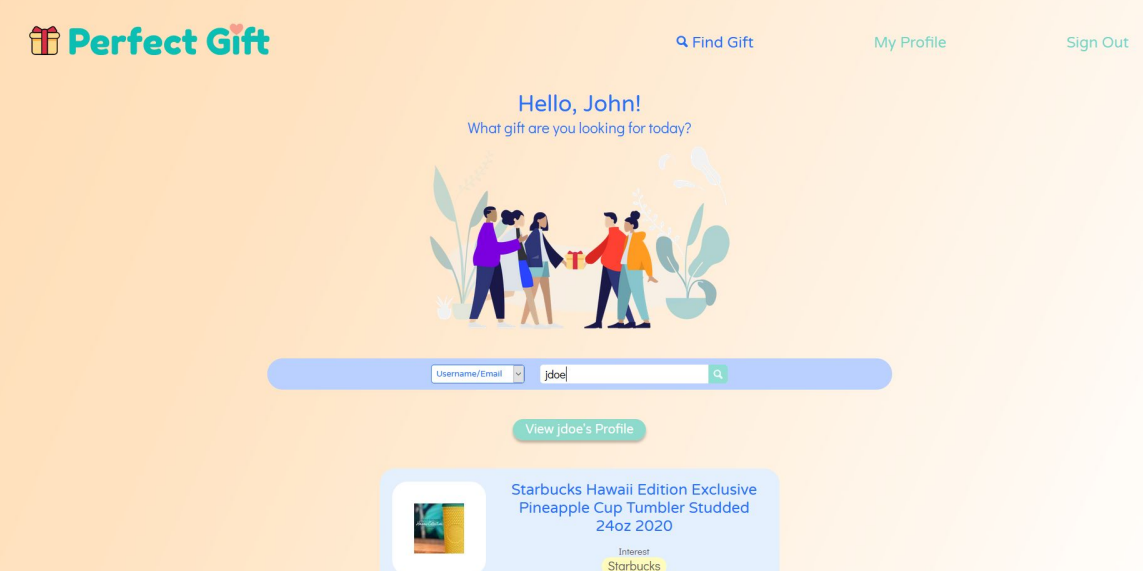 Perfect Gift
Find Gift
My Profile
Sign Out
Hello, John!
What gift are you looking for today?
Username/Email
jdoe
View jdoe's Profile
Starbucks Hawaii Edition Exclusive
Pineapple Cup Tumbler Studded
24oz 2020
Interest
Starbucks